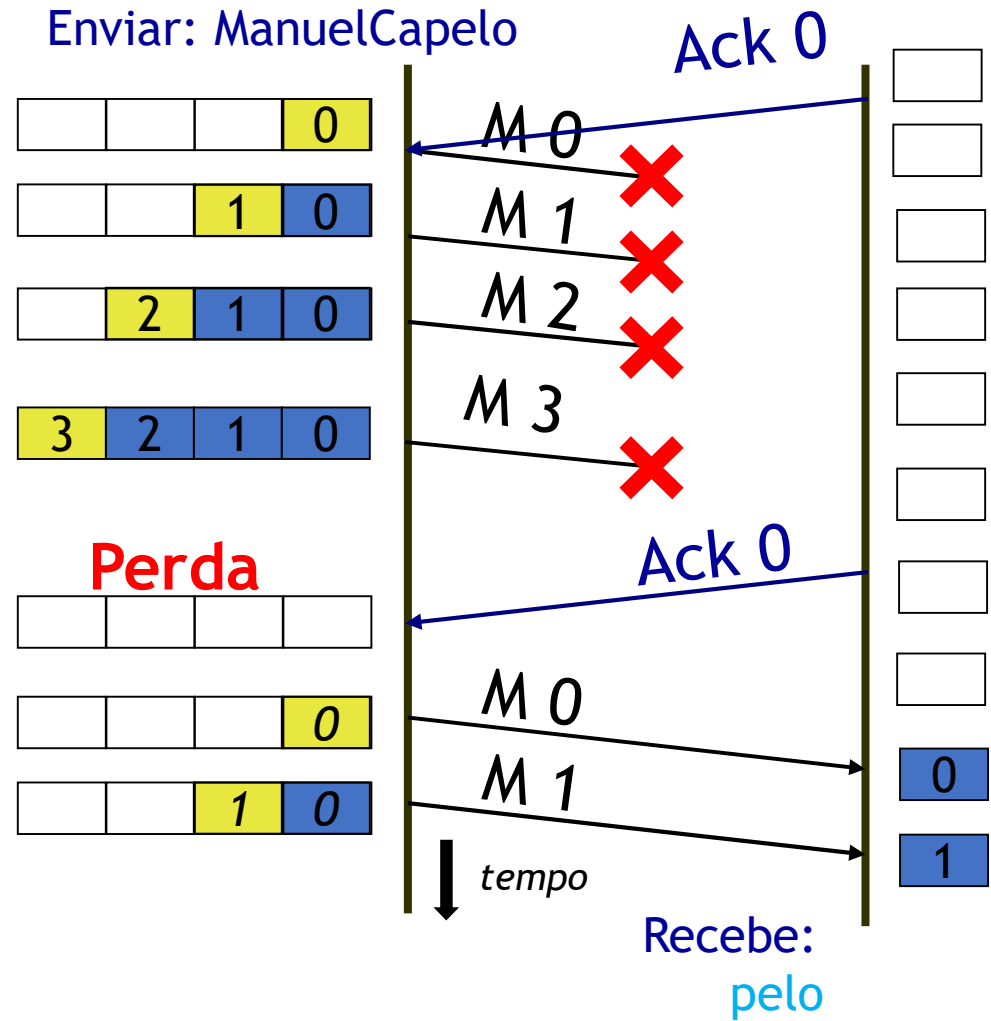 Enviar: ManuelCapelo
Ack 0
0
M 0
1 0
M 1
2 1 0
M 2
3 2 1 0
M 3
Perda
Ack 0
0
M 0
0
1 0
M 1
1
tempo
Recebe:
pelo